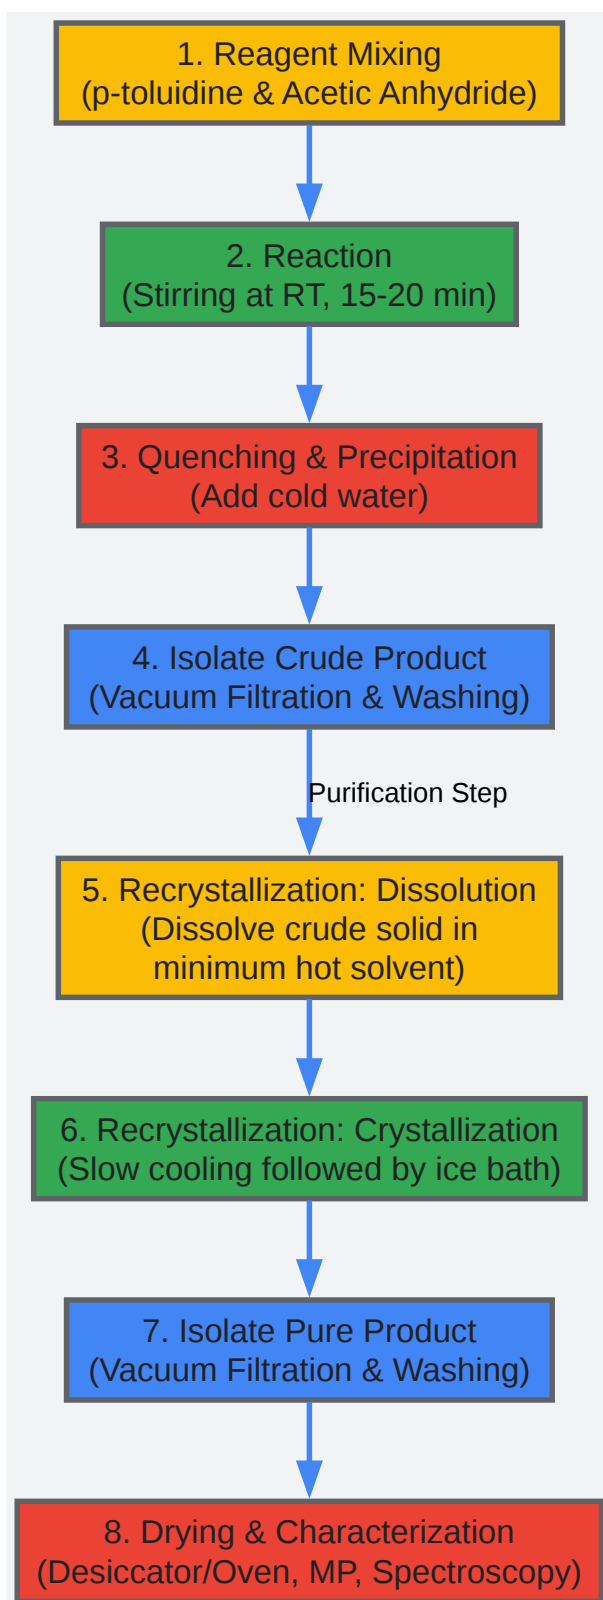 1. Reagent Mixing
(p-toluidine & Acetic Anhydride)
2. Reaction
(Stirring at RT, 15-20 min)
3. Quenching & Precipitation
(Add cold water)
4. Isolate Crude Product
(Vacuum Filtration & Washing)
Purification Step
5. Recrystallization: Dissolution
(Dissolve crude solid in
minimum hot solvent)
6. Recrystallization: Crystallization
(Slow cooling followed by ice bath)
7. Isolate Pure Product
(Vacuum Filtration & Washing)
8. Drying & Characterization
(Desiccator/Oven, MP, Spectroscopy)